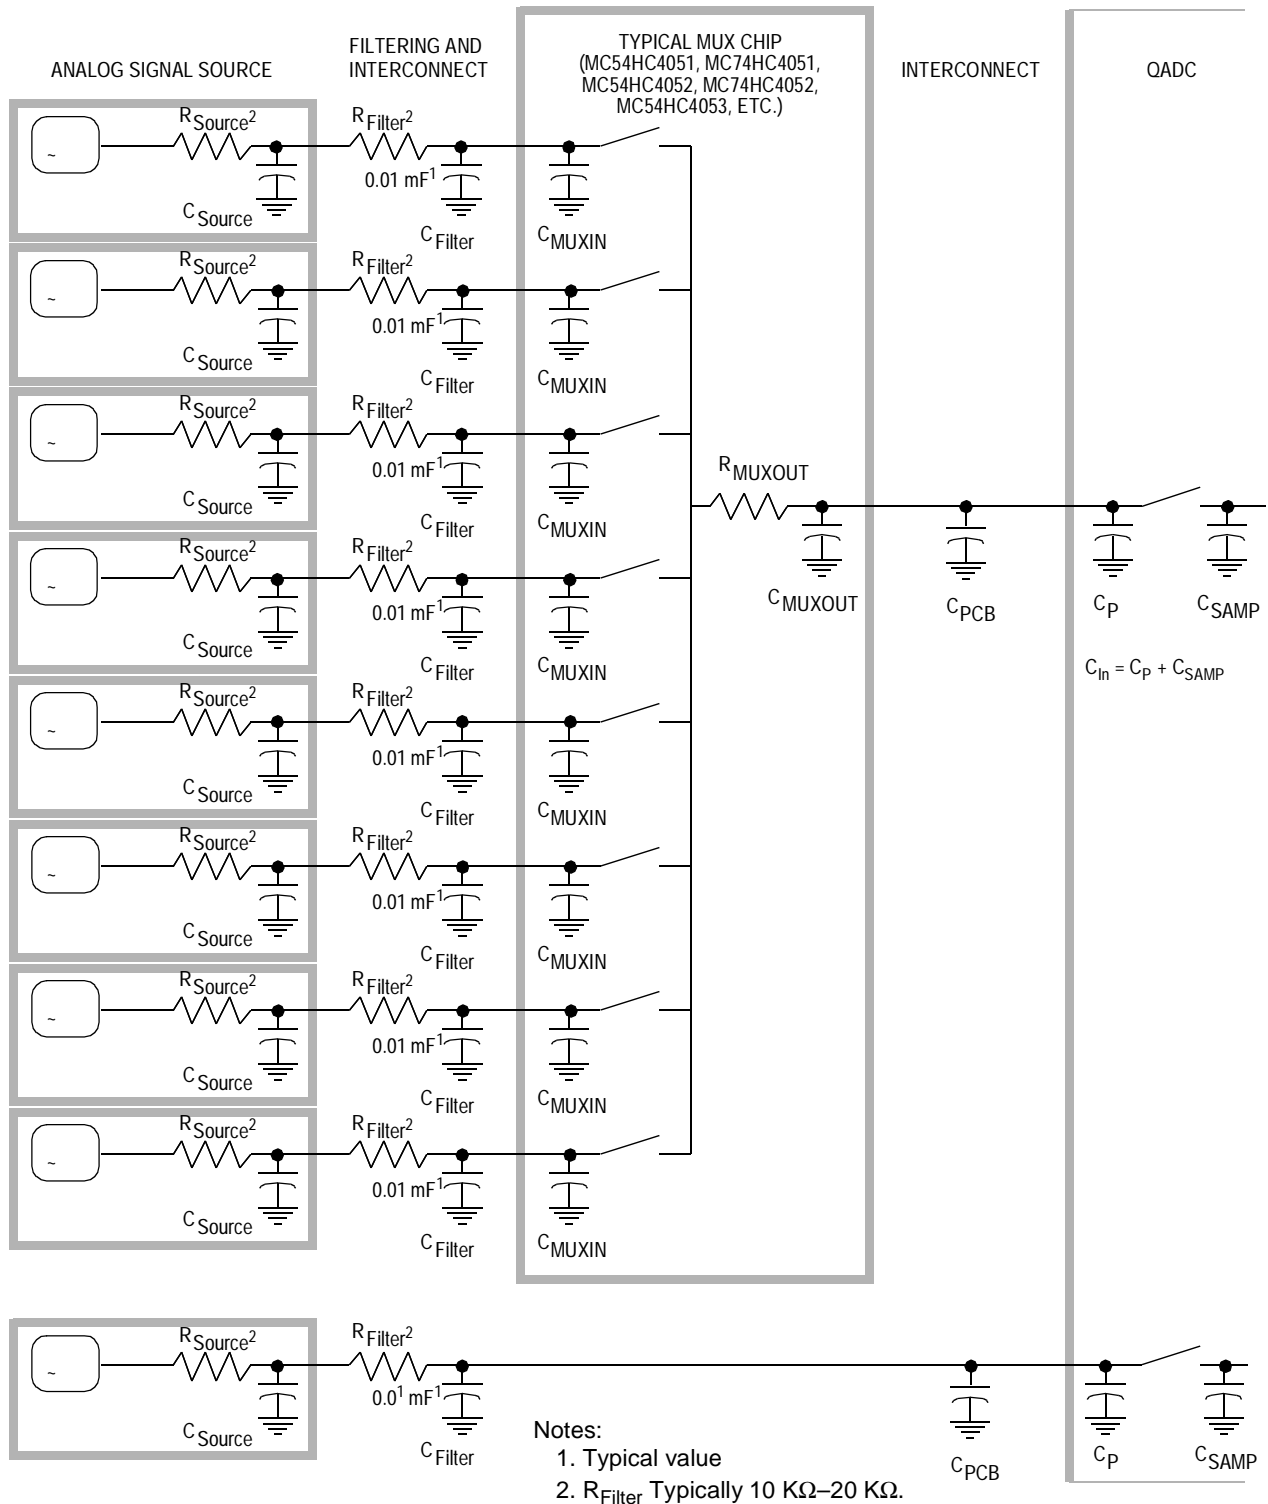 ANALOG SIGNAL SOURCE
FILTERING AND
INTERCONNECT
TYPICAL MUX CHIP
(MC54HC4051, MC74HC4051,
MC54HC4052, MC74HC4052,
MC54HC4053, ETC.)
INTERCONNECT
QADC
~
RSource2
CSource
RFilter2
0.01 mF1
CFilter
CMUXIN
~
RSource2
CSource
RFilter2
0.01 mF1
CFilter
CMUXIN
~
RSource2
CSource
RFilter2
0.01 mF1
CFilter
CMUXIN
RMUXOUT
CMUXOUT
CPCB
CP
CSAMP
CIn = CP + CSAMP
~
RSource2
CSource
RFilter2
0.01 mF1
CFilter
CMUXIN
~
RSource2
CSource
RFilter2
0.01 mF1
CFilter
CMUXIN
~
RSource2
CSource
RFilter2
0.01 mF1
CFilter
CMUXIN
~
RSource2
CSource
RFilter2
0.01 mF1
CFilter
CMUXIN
~
RSource2
CSource
RFilter2
0.01 mF1
CFilter
CMUXIN
~
RSource2
CSource
RFilter2
0.01 mF1
CFilter
CPCB
CP
CSAMP
Notes:
1. Typical value
2. RFilter Typically 10 KΩ–20 KΩ.